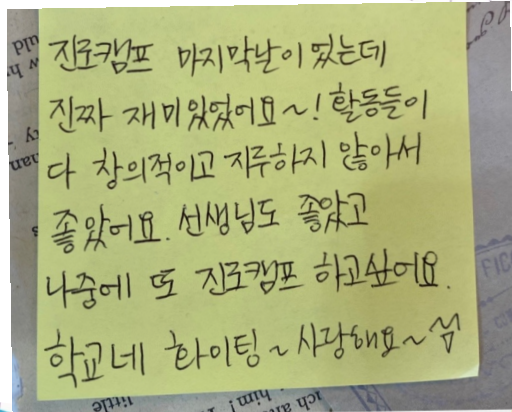 진로캠프 마지막날이 었는데
진짜 재미있었어요~! 활동들이
다 창의적이고 지루하지 않아서
좋았어요. 선생님도 좋았고
나중에 또 진로캠프 하고싶어요.
학교네 화이팅~ 사랑해요~